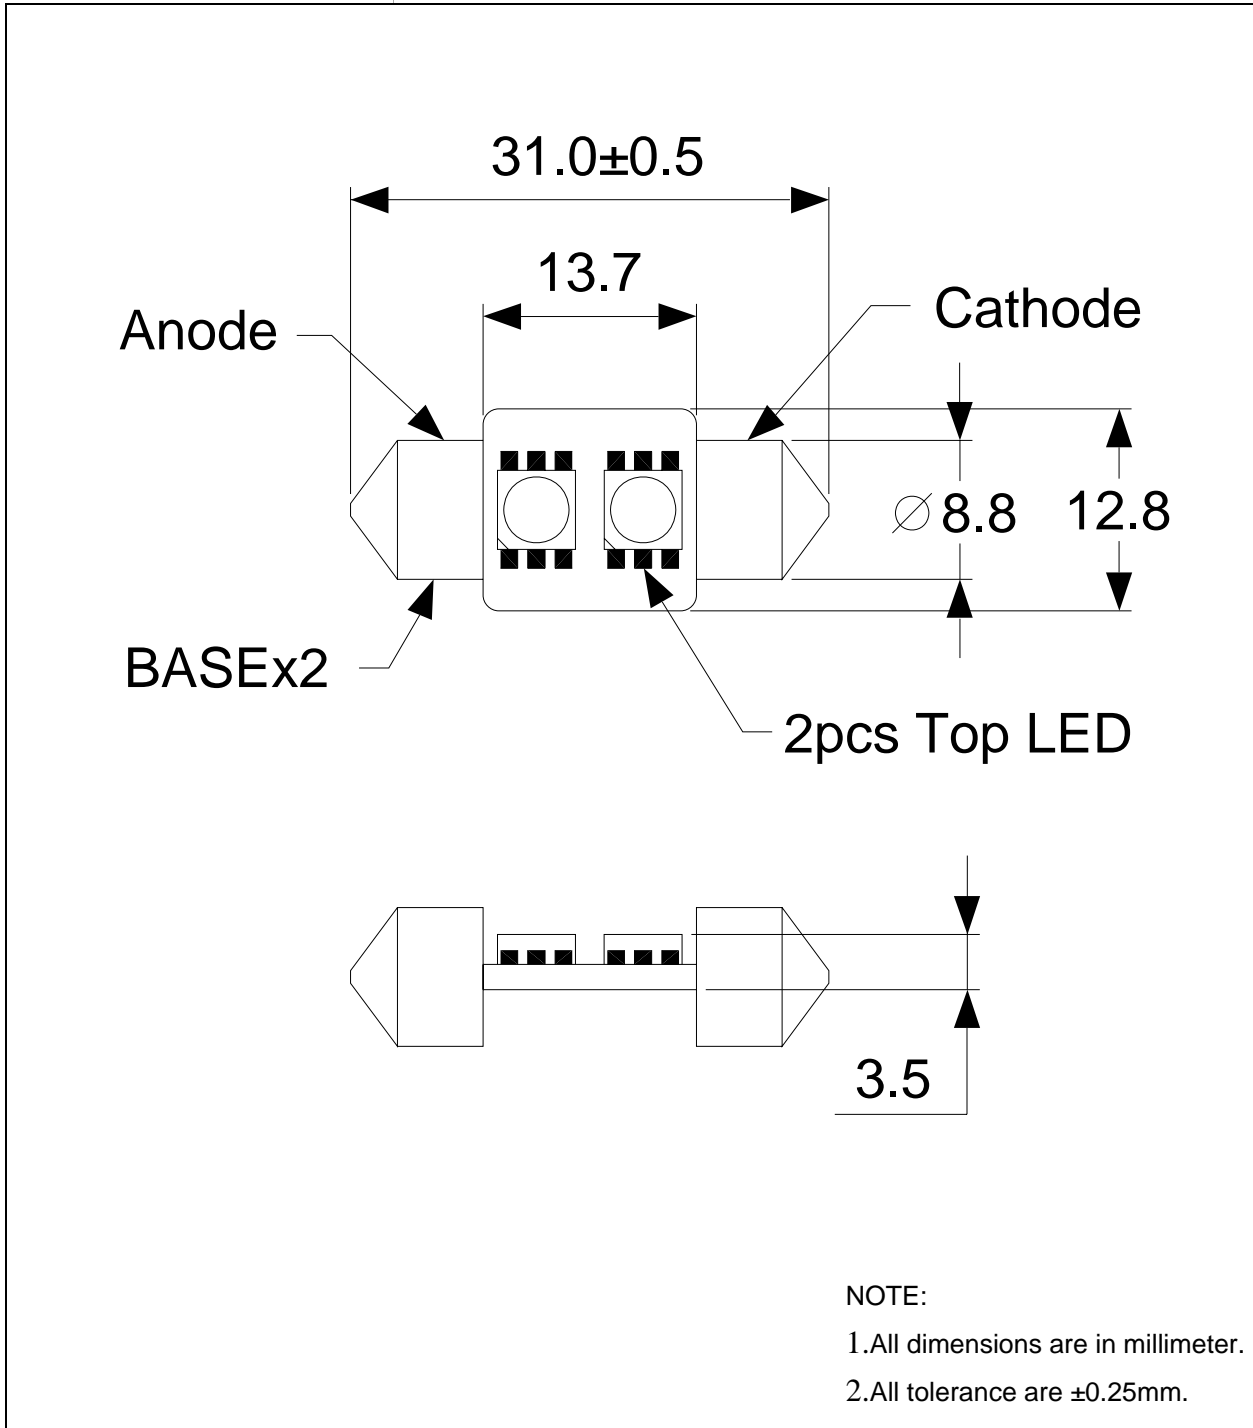 31.0±0.5
13.7
Anode
Cathode
⌀8.8
12.8
BASEx2
2pcs Top LED
3.5
NOTE:
1.All dimensions are in millimeter.
2.All tolerance are ±0.25mm.